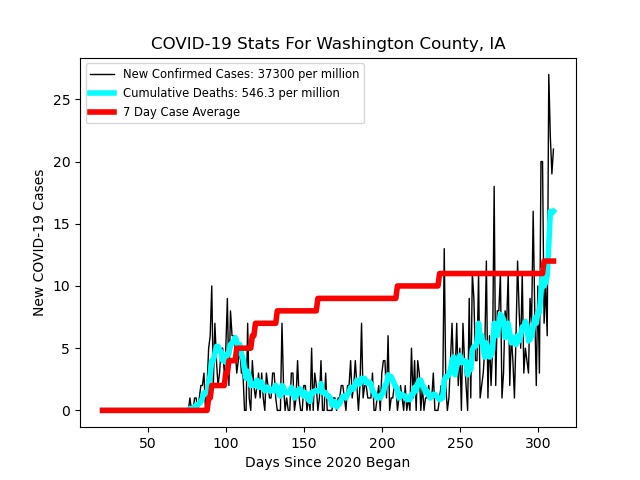 COVID-19 Stats For Washington County, IA
New Confirmed Cases: 37300 per million
Cumulative Deaths: 546.3 per million
7 Day Case Average
25
20
15
10
5
0
New COVID-19 Cases
50 100 150 200 250 300
Days Since 2020 Began